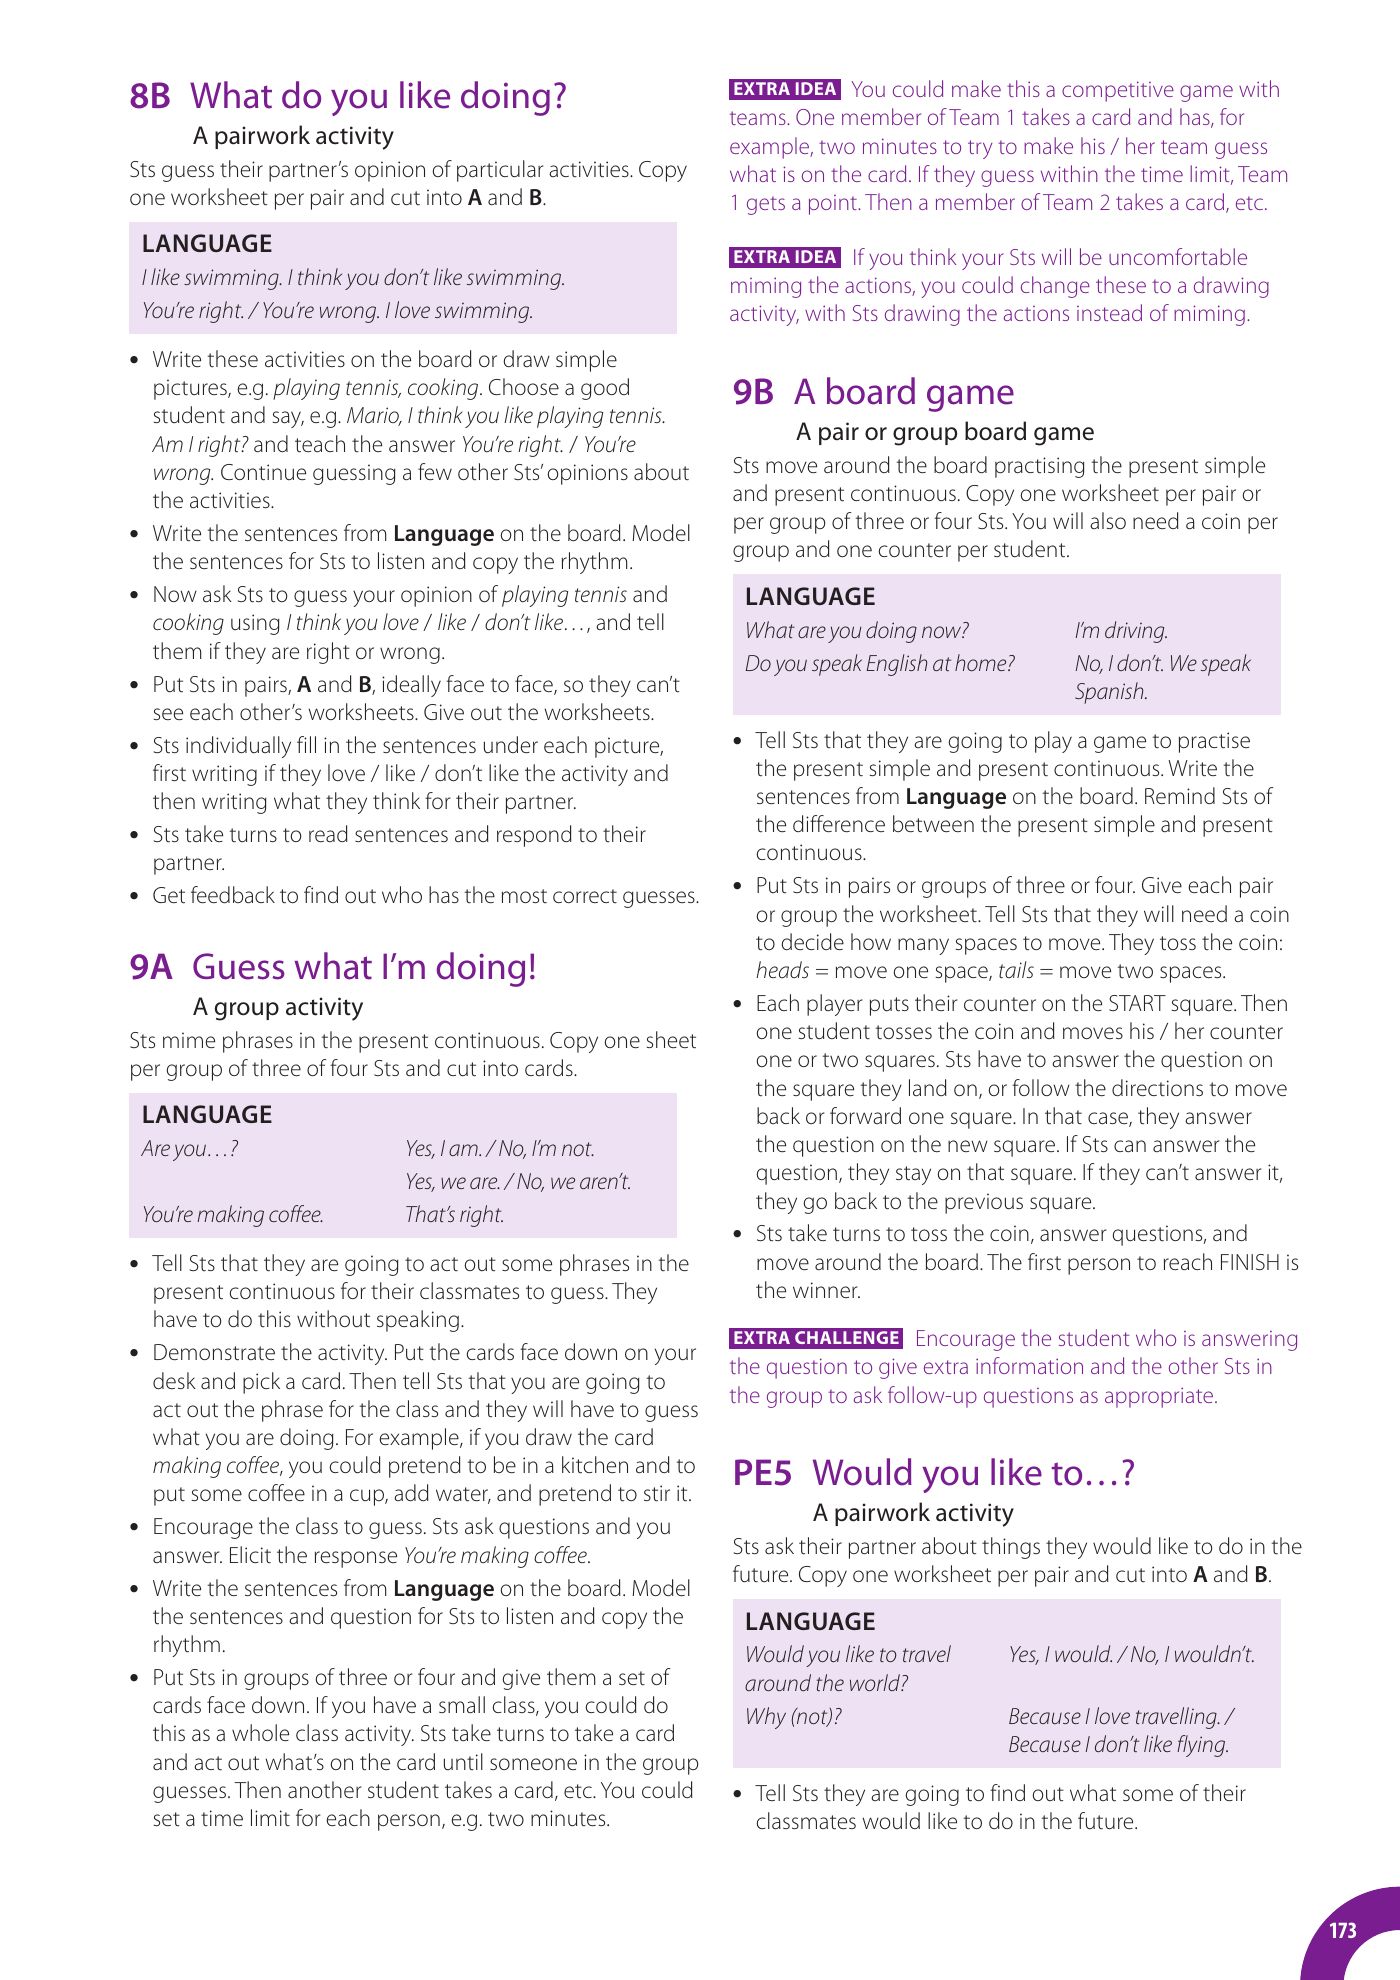 8B What do you like doing?
A pairwork activity
Sts guess their partner’s opinion of particular activities. Copy
one worksheet per pair and cut into A and B.
LANGUAGE
I like swimming. I think you don’t like swimming.
You’re right. / You’re wrong. I love swimming.
• Write these activities on the board or draw simple
pictures, e.g. playing tennis, cooking. Choose a good
student and say, e.g. Mario, I think you like playing tennis.
Am I right? and teach the answer You’re right. / You’re
wrong. Continue guessing a few other Sts’ opinions about
the activities.
• Write the sentences from Language on the board. Model
the sentences for Sts to listen and copy the rhythm.
• Now ask Sts to guess your opinion of playing tennis and
cooking using I think you love / like / don’t like…, and tell
them if they are right or wrong.
• Put Sts in pairs, A and B, ideally face to face, so they can’t
see each other’s worksheets. Give out the worksheets.
• Sts individually fill in the sentences under each picture,
first writing if they love / like / don’t like the activity and
then writing what they think for their partner.
• Sts take turns to read sentences and respond to their
partner.
• Get feedback to find out who has the most correct guesses.
9A Guess what I’m doing!
A group activity
Sts mime phrases in the present continuous. Copy one sheet
per group of three of four Sts and cut into cards.
LANGUAGE
Are you…? Yes, I am. / No, I’m not.
Yes, we are. / No, we aren’t.
You’re making coffee. That’s right.
• Tell Sts that they are going to act out some phrases in the
present continuous for their classmates to guess. They
have to do this without speaking.
• Demonstrate the activity. Put the cards face down on your
desk and pick a card. Then tell Sts that you are going to
act out the phrase for the class and they will have to guess
what you are doing. For example, if you draw the card
making coffee, you could pretend to be in a kitchen and to
put some coffee in a cup, add water, and pretend to stir it.
• Encourage the class to guess. Sts ask questions and you
answer. Elicit the response You’re making coffee.
• Write the sentences from Language on the board. Model
the sentences and question for Sts to listen and copy the
rhythm.
• Put Sts in groups of three or four and give them a set of
cards face down. If you have a small class, you could do
this as a whole class activity. Sts take turns to take a card
and act out what’s on the card until someone in the group
guesses. Then another student takes a card, etc. You could
set a time limit for each person, e.g. two minutes.
EXTRA IDEA You could make this a competitive game with
teams. One member of Team 1 takes a card and has, for
example, two minutes to try to make his / her team guess
what is on the card. If they guess within the time limit, Team
1 gets a point. Then a member of Team 2 takes a card, etc.
EXTRA IDEA If you think your Sts will be uncomfortable
miming the actions, you could change these to a drawing
activity, with Sts drawing the actions instead of miming.
9B A board game
A pair or group board game
Sts move around the board practising the present simple
and present continuous. Copy one worksheet per pair or
per group of three or four Sts. You will also need a coin per
group and one counter per student.
LANGUAGE
What are you doing now? I’m driving.
Do you speak English at home? No, I don’t. We speak
Spanish.
• Tell Sts that they are going to play a game to practise
the present simple and present continuous. Write the
sentences from Language on the board. Remind Sts of
the difference between the present simple and present
continuous.
• Put Sts in pairs or groups of three or four. Give each pair
or group the worksheet. Tell Sts that they will need a coin
to decide how many spaces to move. They toss the coin:
heads = move one space, tails = move two spaces.
• Each player puts their counter on the START square. Then
one student tosses the coin and moves his / her counter
one or two squares. Sts have to answer the question on
the square they land on, or follow the directions to move
back or forward one square. In that case, they answer
the question on the new square. If Sts can answer the
question, they stay on that square. If they can’t answer it,
they go back to the previous square.
• Sts take turns to toss the coin, answer questions, and
move around the board. The first person to reach FINISH is
the winner.
EXTRA CHALLENGE Encourage the student who is answering
the question to give extra information and the other Sts in
the group to ask follow-up questions as appropriate.
PE5 Would you like to…?
A pairwork activity
Sts ask their partner about things they would like to do in the
future. Copy one worksheet per pair and cut into A and B.
LANGUAGE
Would you like to travel Yes, I would. / No, I wouldn’t.
around the world?
Why (not)? Because I love travelling. /
Because I don’t like flying.
• Tell Sts they are going to find out what some of their
classmates would like to do in the future.
173